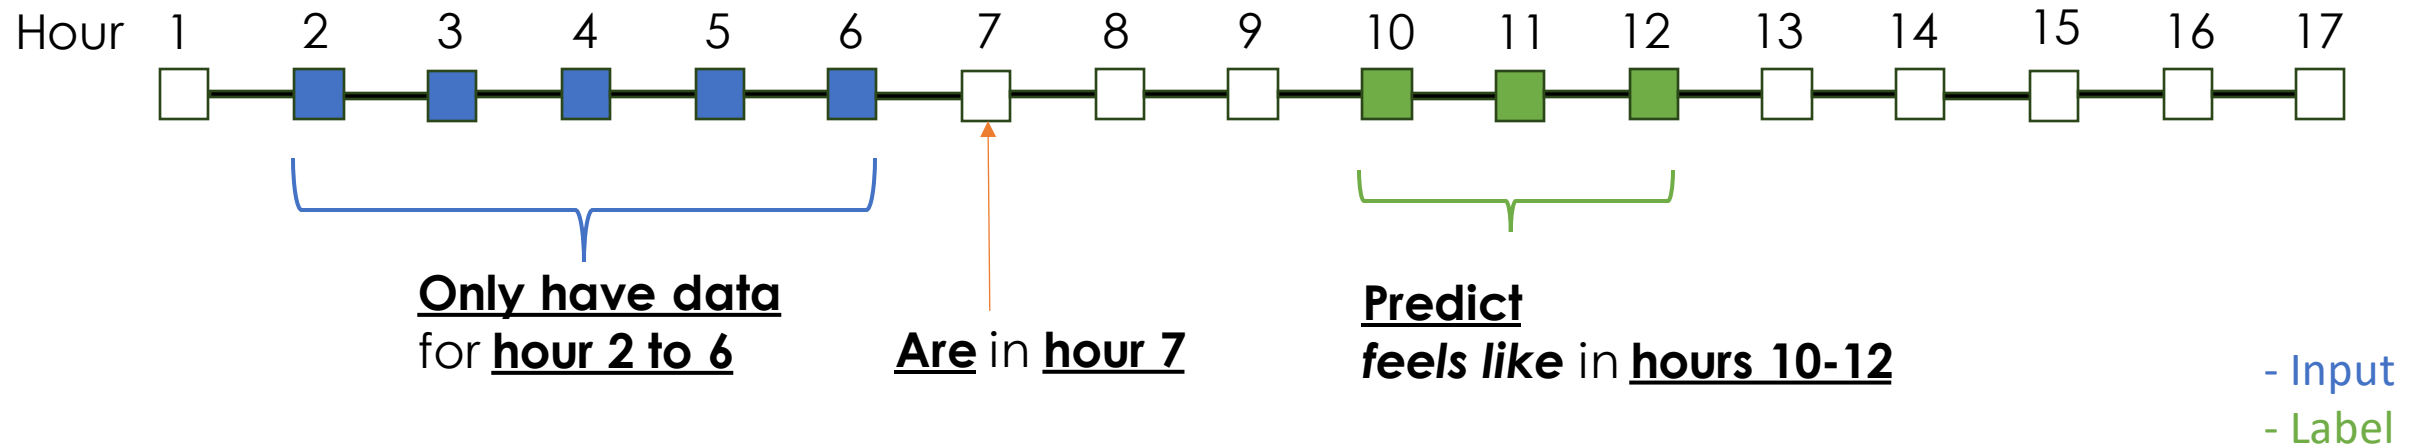 Hour 1 2 3 4 5 6 7 8 9 10 11 12 13 14 15 16 17
Only have data
for hour 2 to 6
Are in hour 7
Predict
feels like in hours 10-12
- Input
- Label